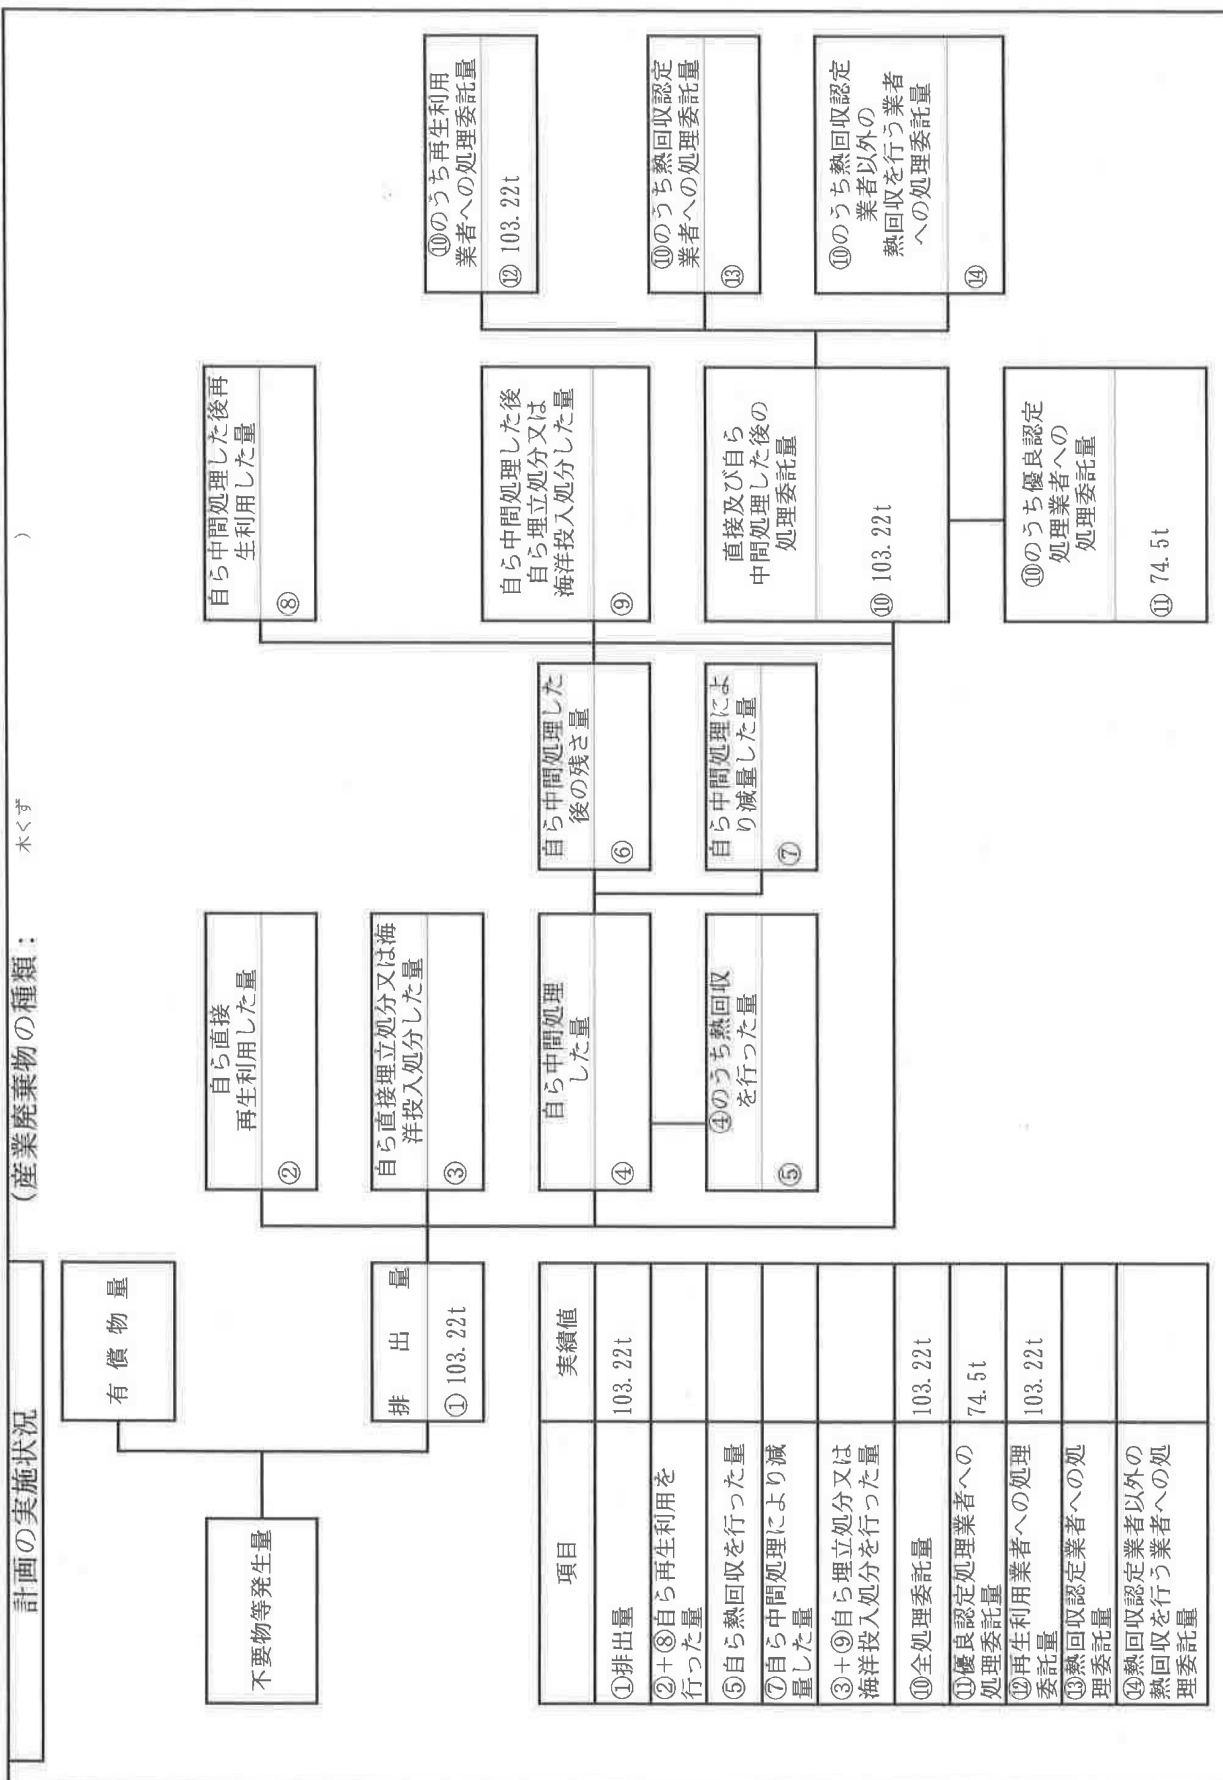 計画の実施状況
(産業廃棄物の種類:
木くず
)
不要物等発生量
有償物量
排出量
① 103.22t
自ら直接
再生利用した量
②
自ら直接埋立処分又は海
洋投入処分した量
③
自ら中間処理
した量
④
④のうち熱回収
を行った量
⑤
自ら中間処理した
後の残さ量
⑥
自ら中間処理によ
り減量した量
⑦
自ら中間処理した後再
生利用した量
⑧
自ら中間処理した後
自ら埋立処分又は
海洋投入処分した量
⑨
直接及び自ら
中間処理した後の
処理委託量
⑩ 103.22t
⑩のうち優良認定
処理業者への
処理委託量
⑪ 74.5t
⑩のうち再生利用
業者への処理委託量
⑫ 103.22t
⑩のうち熱回収認定
業者への処理委託量
⑬
⑩のうち熱回収認定
業者以外の
熱回収を行う業者
への処理委託量
⑭
項目 実績値
①排出量 103.22t
②+⑧自ら再生利用を
行った量
⑤自ら熱回収を行った量
⑦自ら中間処理により減
量した量
③+⑨自ら埋立処分又は
海洋投入処分を行った量
⑩全処理委託量 103.22t
⑪優良認定処理業者への
処理委託量 74.5t
⑫再生利用業者への処理
委託量 103.22t
⑬熱回収認定業者への処
理委託量
⑭熱回収認定業者以外の
熱回収を行う業者への処
理委託量